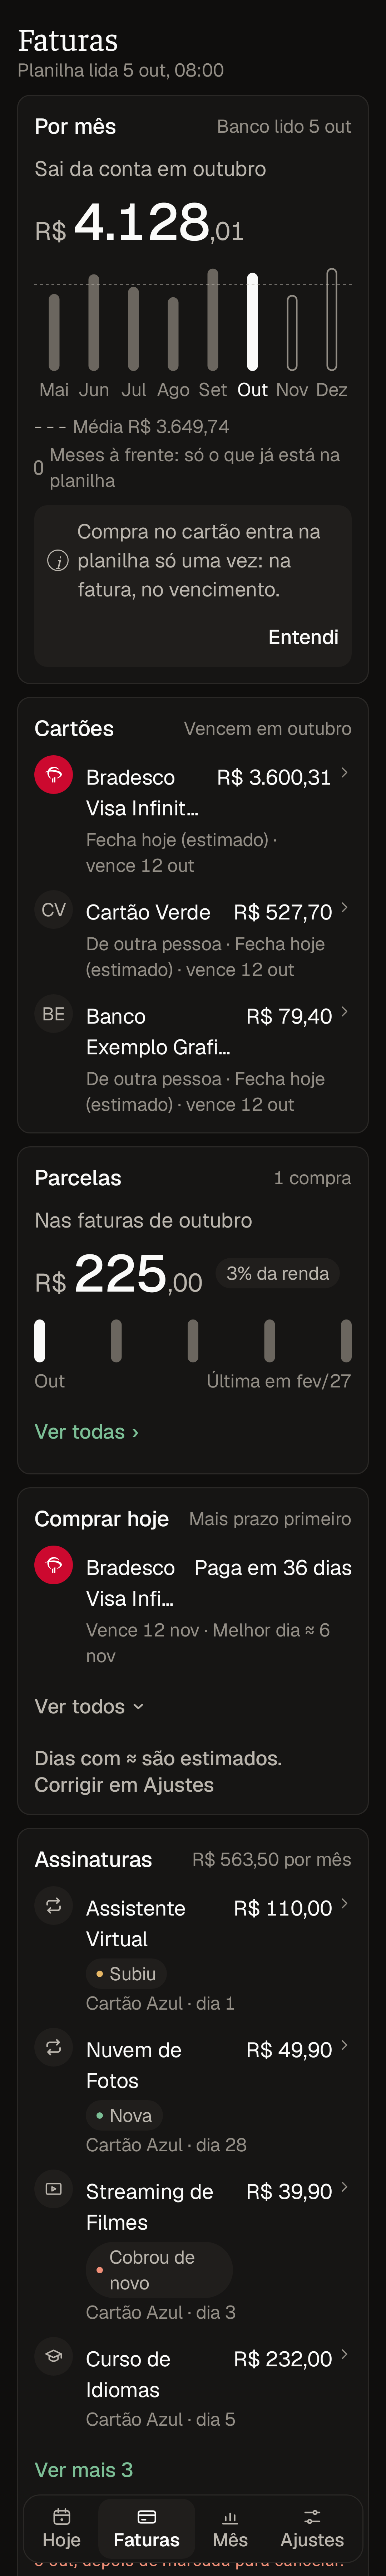 Faturas
Planilha lida 5 out, 08:00
Por mês
Banco lido 5 out
Sai da conta em outubro
R$ 4.128,01
Mai Jun Jul Ago Set Out Nov Dez
--- Média R$ 3.649,74
Meses à frente: só o que já está na
planilha
Compra no cartão entra na
planilha só uma vez: na
fatura, no vencimento.
Entendi
Cartões
Vencem em outubro
Bradesco
Visa Infinit...
R$ 3.600,31
Fecha hoje (estimado) ·
vence 12 out
CV
Cartão Verde
R$ 527,70
De outra pessoa · Fecha hoje
(estimado) · vence 12 out
BE
Banco
Exemplo Grafi...
R$ 79,40
De outra pessoa · Fecha hoje
(estimado) · vence 12 out
Parcelas
1 compra
Nas faturas de outubro
R$ 225,00
3% da renda
Out
Última em fev/27
Ver todas ›
Comprar hoje
Mais prazo primeiro
Bradesco
Visa Infi...
Paga em 36 dias
Vence 12 nov · Melhor dia ≈ 6
nov
Ver todos
Dias com ≈ são estimados.
Corrigir em Ajustes
Assinaturas
R$ 563,50 por mês
Assistente
Virtual
R$ 110,00
Subiu
Cartão Azul · dia 1
Nuvem de
Fotos
R$ 49,90
Nova
Cartão Azul · dia 28
Streaming de
Filmes
R$ 39,90
Cobrou de
novo
Cartão Azul · dia 3
Curso de
Idiomas
R$ 232,00
Cartão Azul · dia 5
Ver mais 3
Hoje
Faturas
Mês
Ajustes